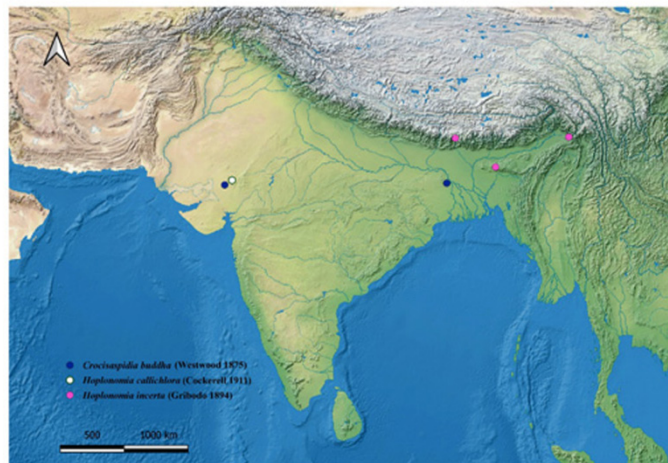 Crocisaspidia buddha (Westwood 1875)
Hoplonomia callichlora (Cockerell 1911)
Hoplonomia incerta (Gribodo 1894)
500 1000 km